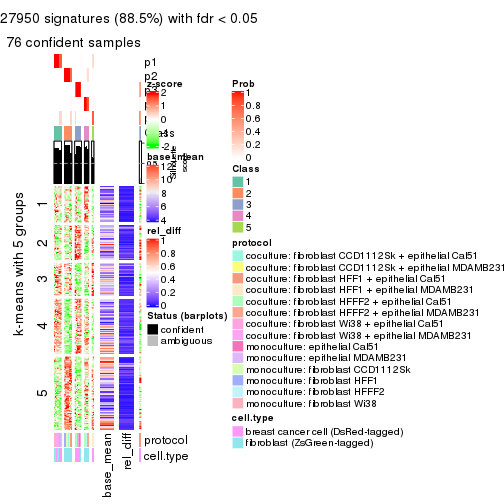 27950 signatures (88.5%) with fdr < 0.05
76 confident samples
p1
p2
z-score
2
1
0
-1
-2
base_mean
12
10
8
6
4
rel_diff
1
0.8
0.6
0.4
0.2
0
Status (barplots)
confident
ambiguous
k-means with 5 groups
1
2
3
4
5
protocol
cell.type
base_mean
rel_diff
Prob
1
0.8
0.6
0.4
0.2
0
Class
1
2
3
4
5
protocol
coculture: fibroblast CCD1112Sk + epithelial Cal51
coculture: fibroblast CCD1112Sk + epithelial MDAMB231
coculture: fibroblast HFF1 + epithelial Cal51
coculture: fibroblast HFF1 + epithelial MDAMB231
coculture: fibroblast HFFF2 + epithelial Cal51
coculture: fibroblast HFFF2 + epithelial MDAMB231
coculture: fibroblast Wi38 + epithelial Cal51
coculture: fibroblast Wi38 + epithelial MDAMB231
monoculture: epithelial Cal51
monoculture: epithelial MDAMB231
monoculture: fibroblast CCD1112Sk
monoculture: fibroblast HFF1
monoculture: fibroblast HFFF2
monoculture: fibroblast Wi38
cell.type
breast cancer cell (DsRed-tagged)
fibroblast (ZsGreen-tagged)